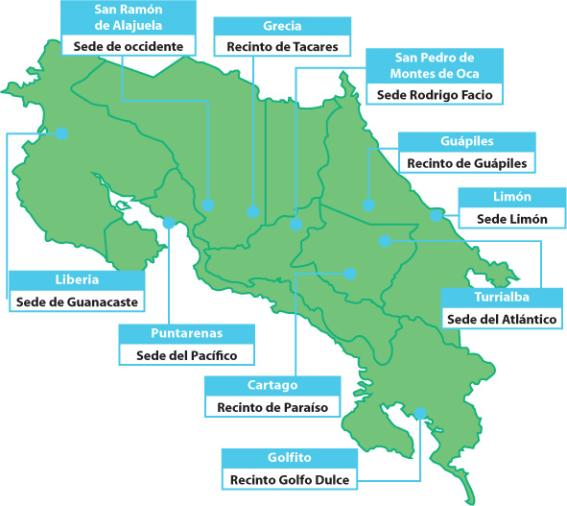 San Ramón
de Alajuela
Sede de occidente
Grecia
Recinto de Tacares
San Pedro de
Montes de Oca
Sede Rodrigo Facio
Guápiles
Recinto de Guápiles
Limón
Sede Limón
Liberia
Sede de Guanacaste
Turrialba
Sede del Atlántico
Puntarenas
Sede del Pacífico
Cartago
Recinto de Paraíso
Golfito
Recinto Golfo Dulce